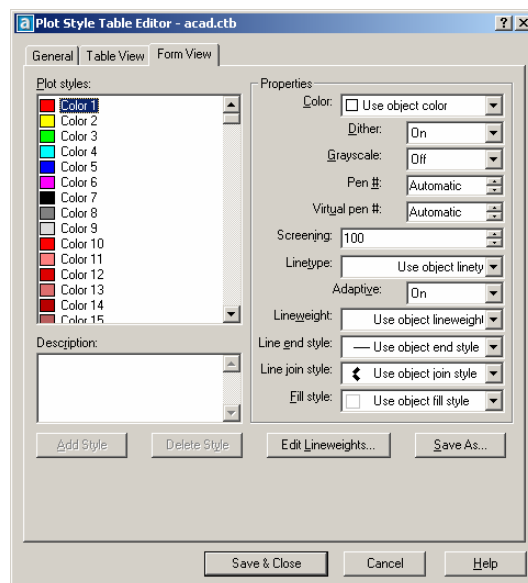 Plot Style Table Editor - acad.ctb
General
Table View
Form View
Plot styles:
Color 1
Color 2
Color 3
Color 4
Color 5
Color 6
Color 7
Color 8
Color 9
Color 10
Color 11
Color 12
Color 13
Color 14
Color 15
Description:
Add Style
Delete Style
Properties
Color: Use object color
Dither: On
Grayscale: Off
Pen #: Automatic
Virtual pen #: Automatic
Screening: 100
Linetype: Use object linety
Adaptive: On
Lineweight: Use object lineweight
Line end style: Use object end style
Line join style: Use object join style
Fill style: Use object fill style
Edit Lineweights...
Save As...
Save & Close
Cancel
Help